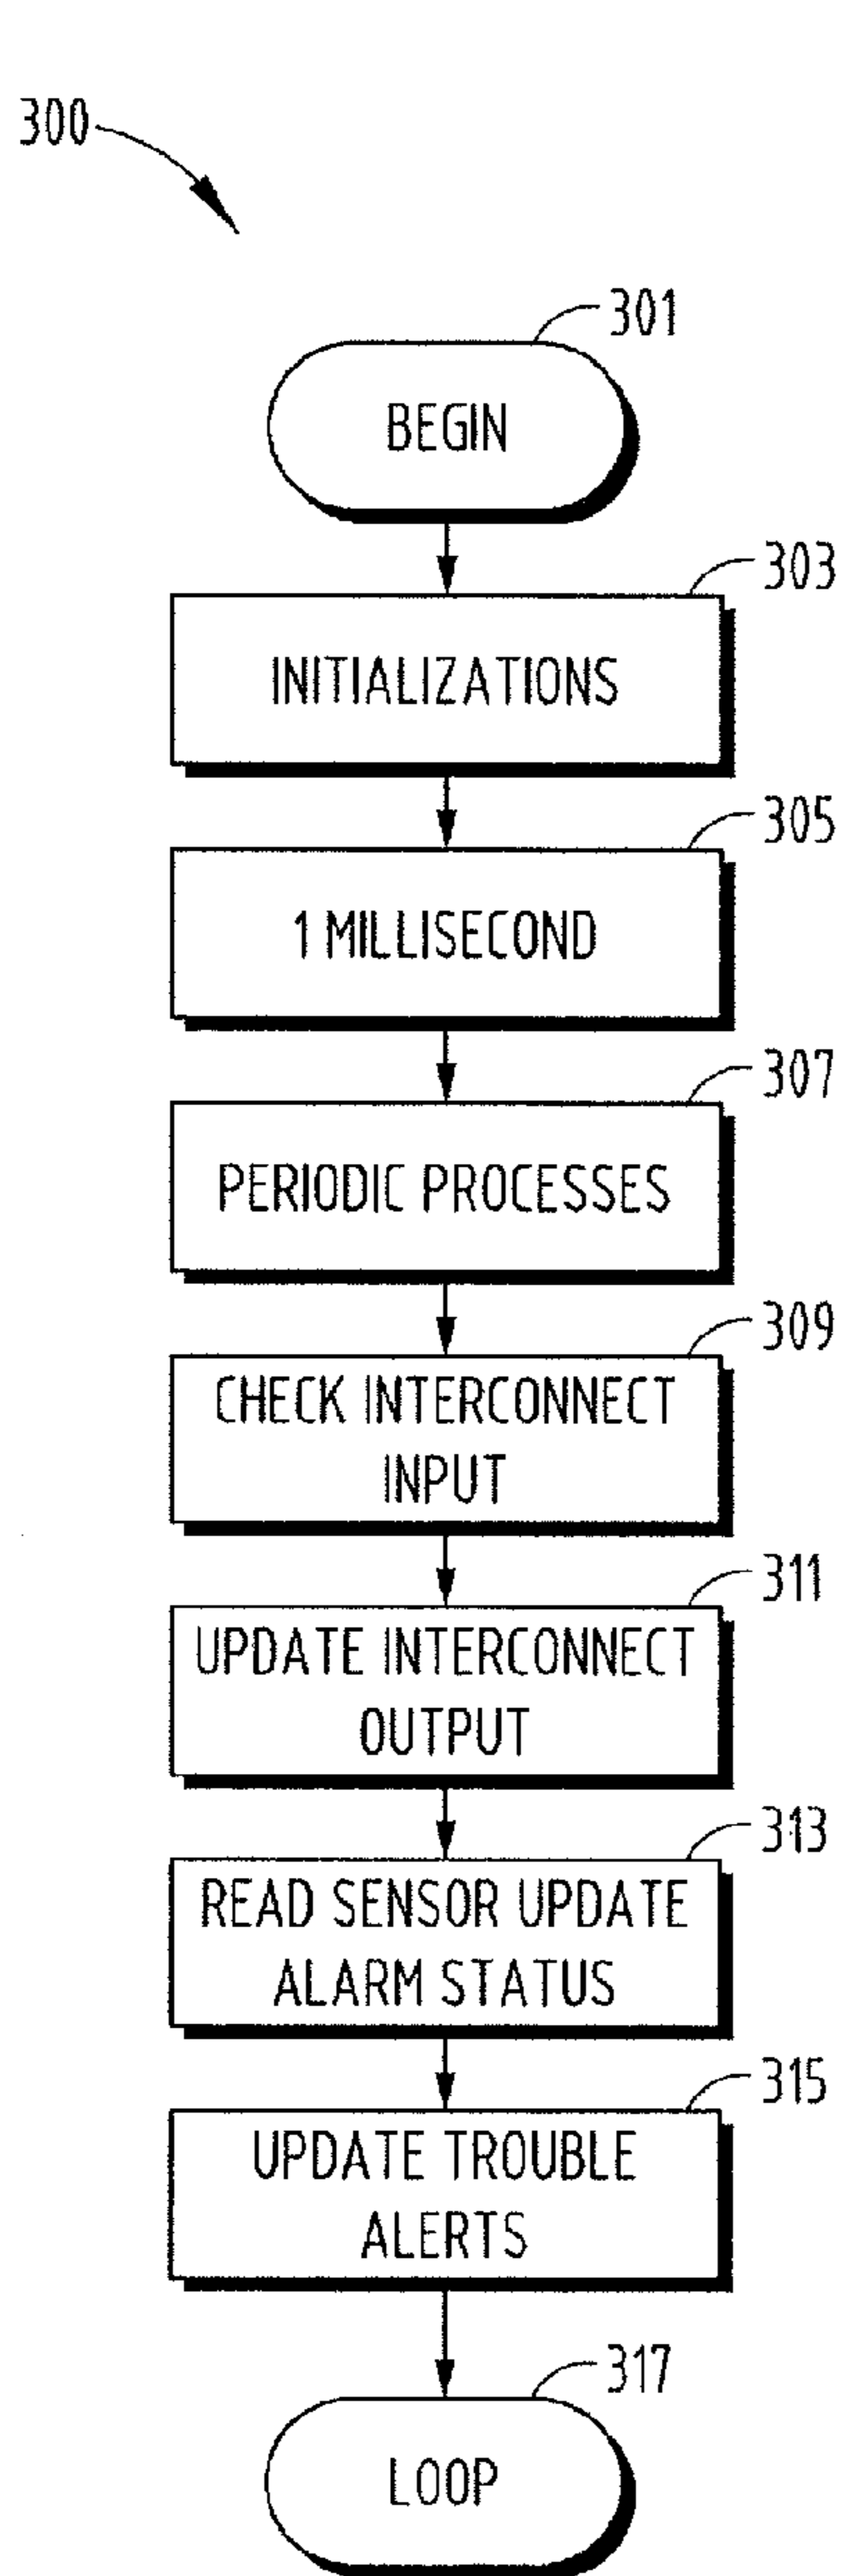 300
301
BEGIN
303
INITIALIZATIONS
305
1 MILLISECOND
307
PERIODIC PROCESSES
309
CHECK INTERCONNECT
INPUT
311
UPDATE INTERCONNECT
OUTPUT
313
READ SENSOR UPDATE
ALARM STATUS
315
UPDATE TROUBLE
ALERTS
317
LOOP